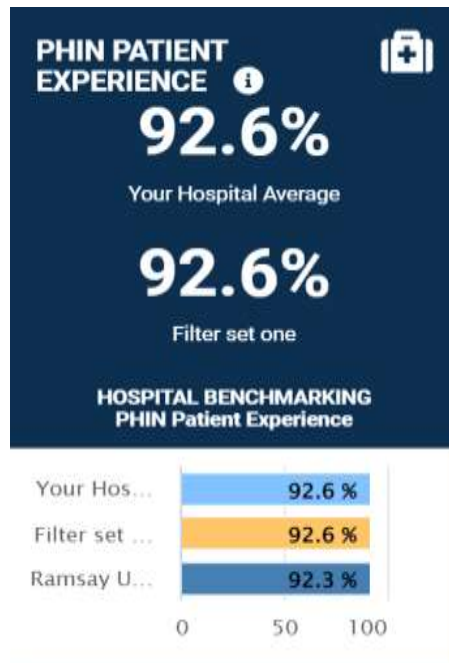 PHIN PATIENT
EXPERIENCE i
92.6%
Your Hospital Average
92.6%
Filter set one
HOSPITAL BENCHMARKING
PHIN Patient Experience
Your Hos... 92.6 %
Filter set ... 92.6 %
Ramsay U... 92.3 %
0 50 100